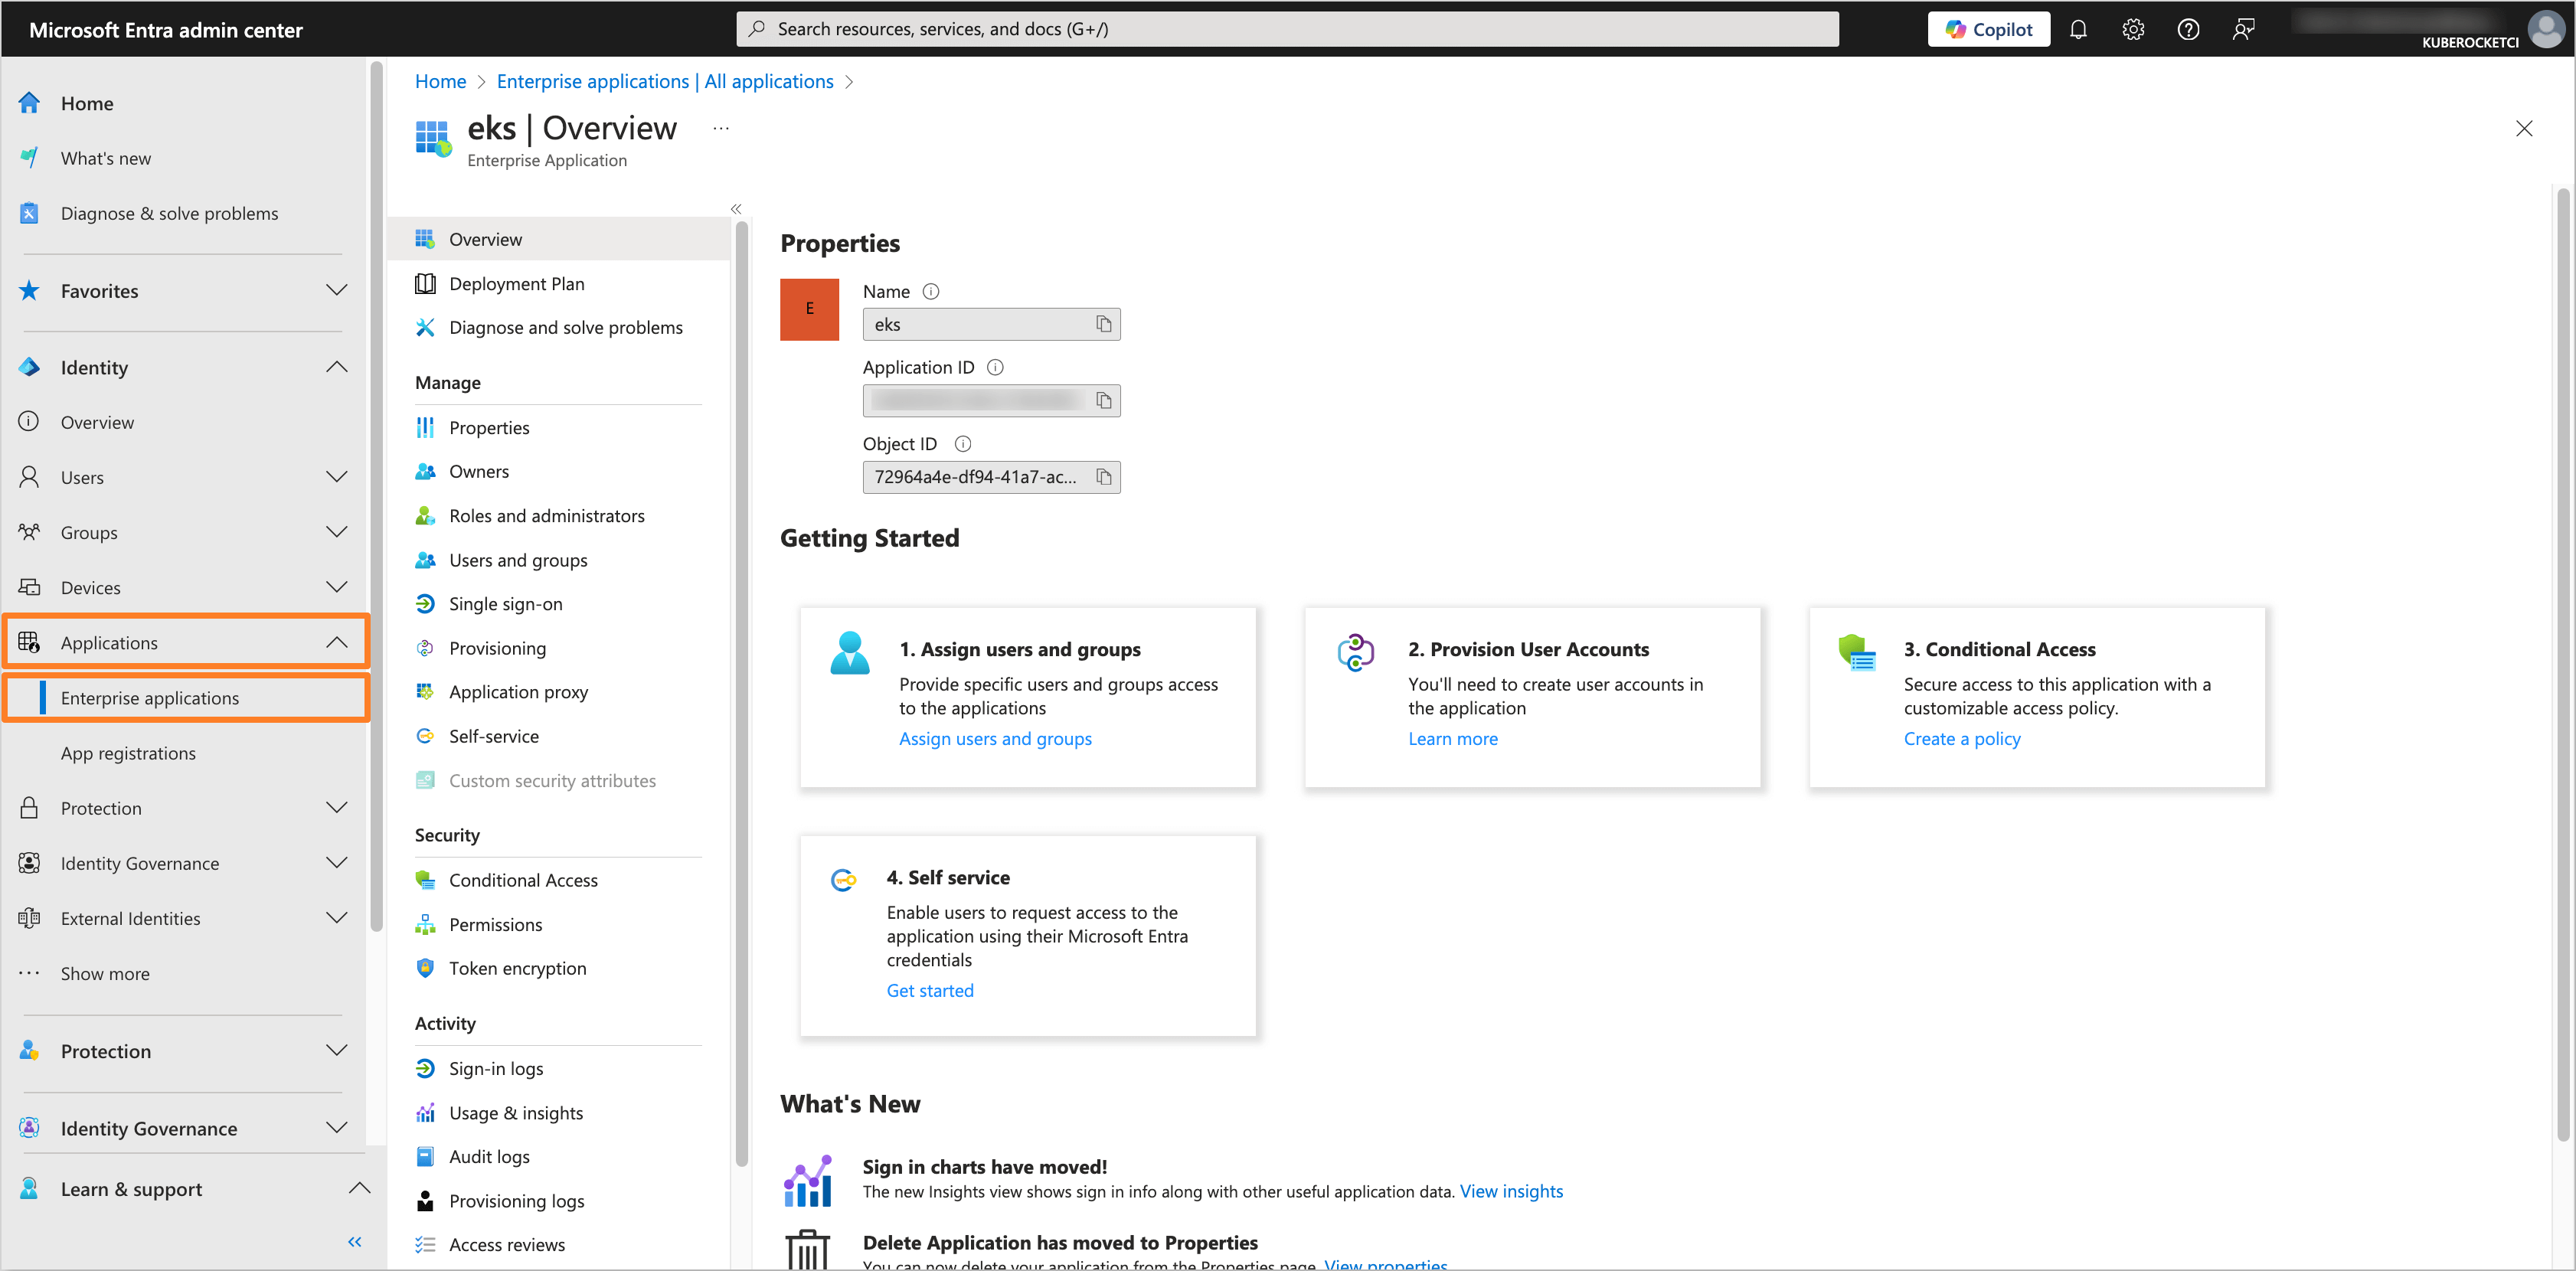 Microsoft Entra admin center
Search resources, services, and docs (G+/)
Copilot
KUBEROCKETCI
Home
What's new
Diagnose & solve problems
Favorites
Identity
Overview
Users
Groups
Devices
Applications
Enterprise applications
App registrations
Protection
Identity Governance
External Identities
Show more
Protection
Identity Governance
Learn & support
Home > Enterprise applications | All applications >
eks | Overview ...
Enterprise Application
Overview
Deployment Plan
Diagnose and solve problems
Manage
Properties
Owners
Roles and administrators
Users and groups
Single sign-on
Provisioning
Application proxy
Self-service
Custom security attributes
Security
Conditional Access
Permissions
Token encryption
Activity
Sign-in logs
Usage & insights
Audit logs
Provisioning logs
Access reviews
Properties
E
Name
eks
Application ID
Object ID
72964a4e-df94-41a7-ac...
Getting Started
1. Assign users and groups
Provide specific users and groups access
to the applications
Assign users and groups
2. Provision User Accounts
You'll need to create user accounts in
the application
Learn more
3. Conditional Access
Secure access to this application with a
customizable access policy.
Create a policy
4. Self service
Enable users to request access to the
application using their Microsoft Entra
credentials
Get started
What's New
Sign in charts have moved!
The new Insights view shows sign in info along with other useful application data. View insights
Delete Application has moved to Properties
You can now delete your application from the Properties page. View properties